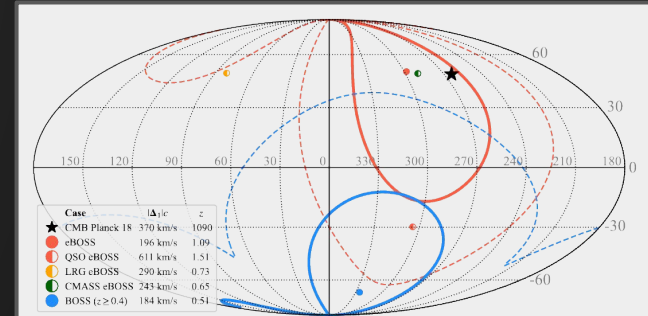 60
30
150 120 90 60 30 0 330 300 270 240 210 180 0
-30
-60
Case |Δ₁|c z
CMB Planck 18 370 km/s 1090
eBOSS 196 km/s 1.09
QSO eBOSS 611 km/s 1.51
LRG eBOSS 290 km/s 0.73
CMASS eBOSS 243 km/s 0.65
BOSS (z ≥ 0.4) 184 km/s 0.51